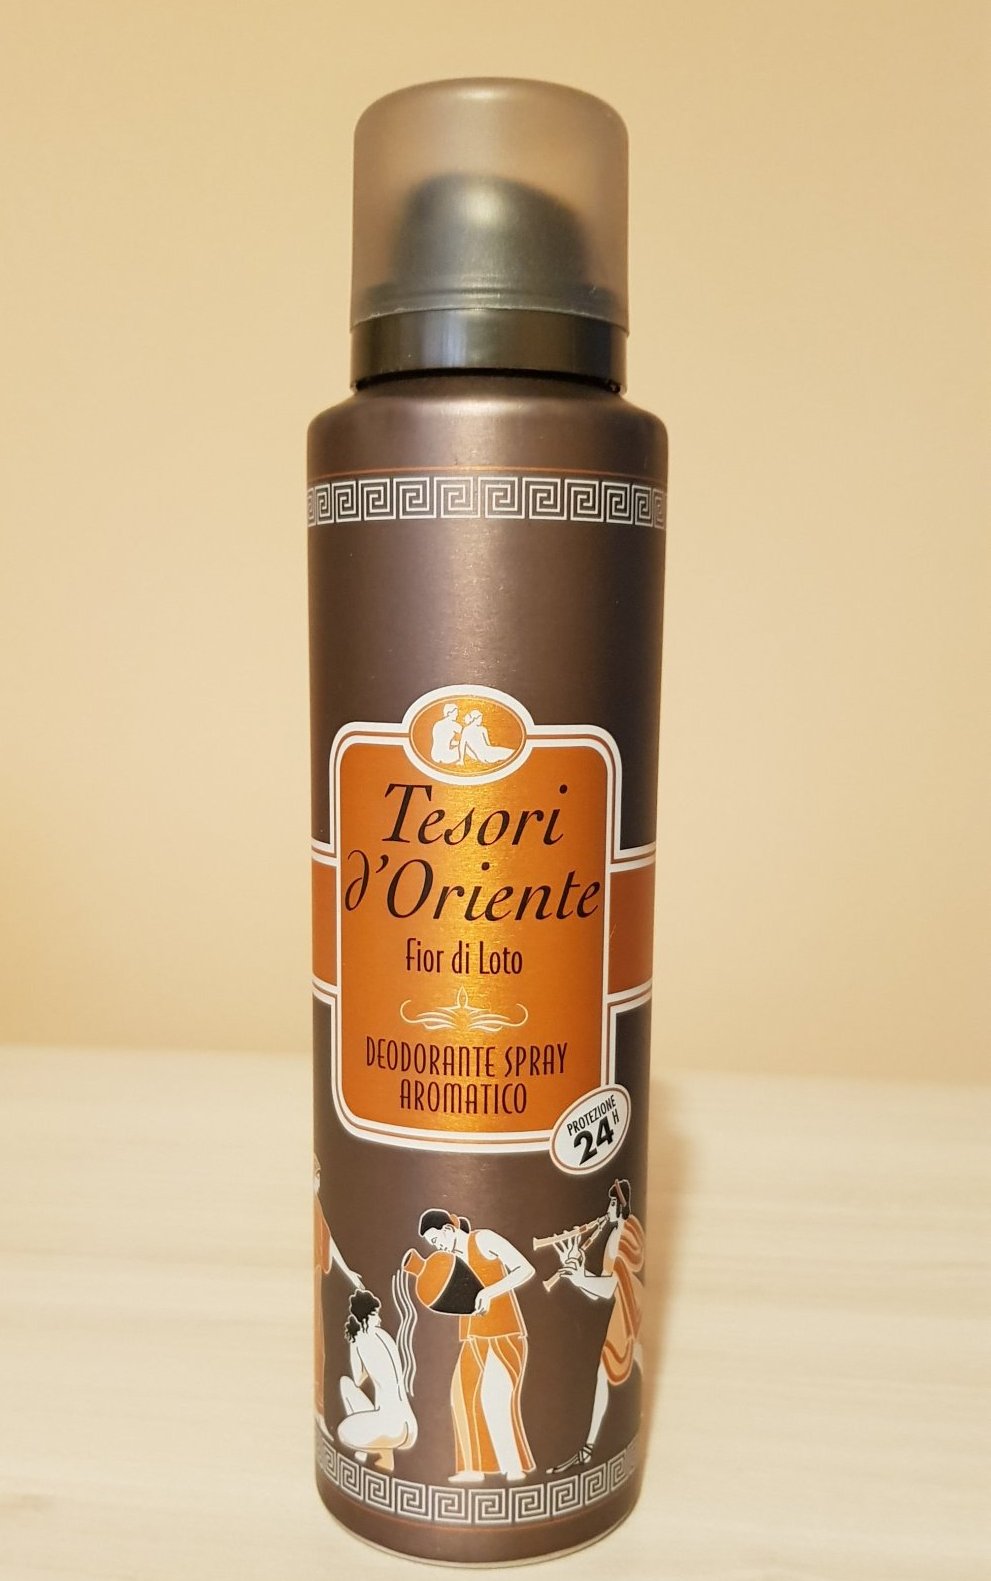 Tesori
d'Oriente
Fior di Loto
DEODORANTE SPRAY
AROMATICO
PROTEZIONE
24H